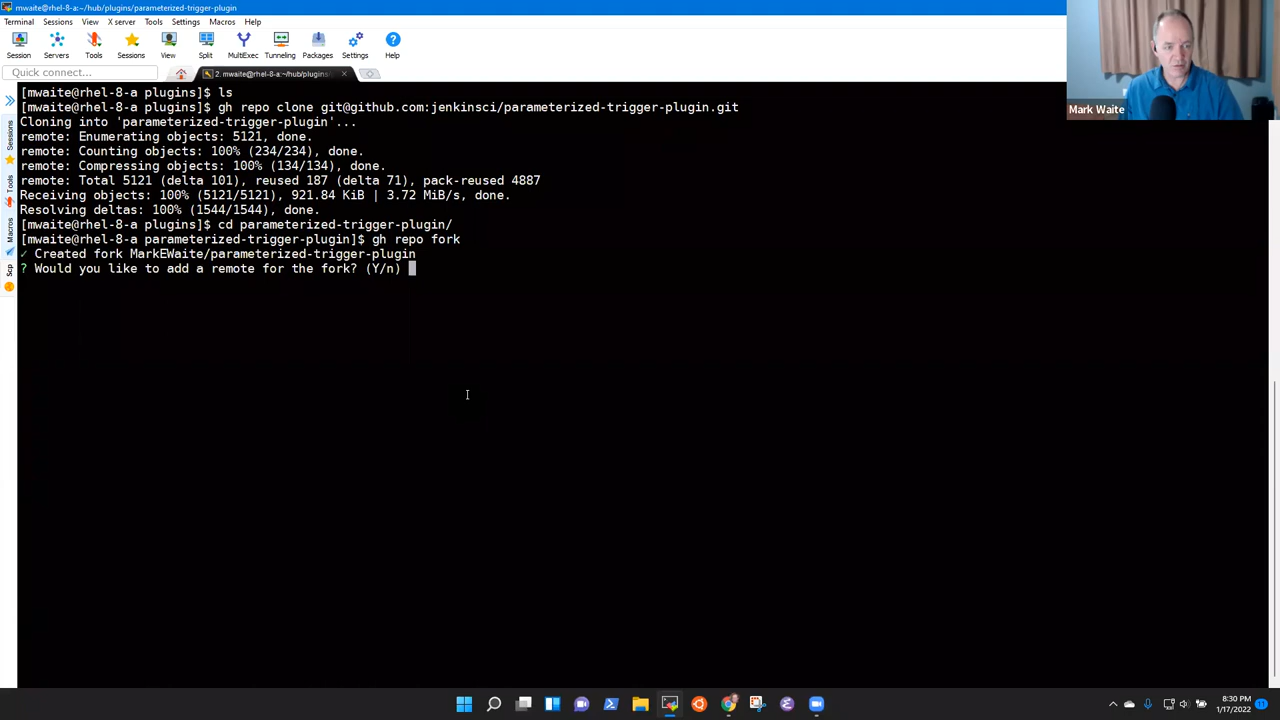 mwaite@rhel-8-a:~/hub/plugins/parameterized-trigger-plugin
Terminal Sessions View X server Tools Settings Macros Help
Session Servers Tools Sessions View Split MultiExec Tunneling Packages Settings Help
Quick connect...
2. mwaite@rhel-8-a:~/hub/plugins/
Sessions
Tools
Macros
Scp
[mwaite@rhel-8-a plugins]$ ls
[mwaite@rhel-8-a plugins]$ gh repo clone git@github.com:jenkinsci/parameterized-trigger-plugin.git
Cloning into 'parameterized-trigger-plugin'...
remote: Enumerating objects: 5121, done.
remote: Counting objects: 100% (234/234), done.
remote: Compressing objects: 100% (134/134), done.
remote: Total 5121 (delta 101), reused 187 (delta 71), pack-reused 4887
Receiving objects: 100% (5121/5121), 921.84 KiB | 3.72 MiB/s, done.
Resolving deltas: 100% (1544/1544), done.
[mwaite@rhel-8-a plugins]$ cd parameterized-trigger-plugin/
[mwaite@rhel-8-a parameterized-trigger-plugin]$ gh repo fork
✓ Created fork MarkEWaite/parameterized-trigger-plugin
? Would you like to add a remote for the fork? (Y/n)
Mark Waite
8:30 PM
1/17/2022